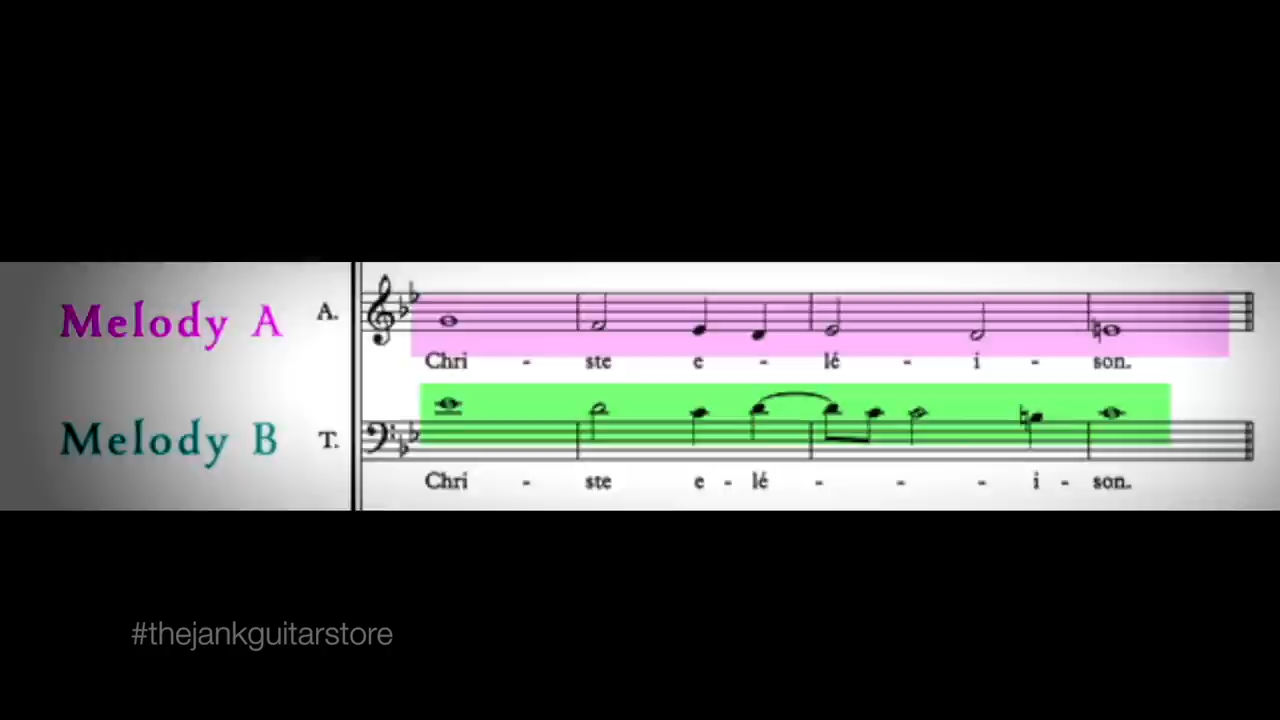 Melody A
A.
Chri - ste e - lé - i - son.
Melody B
T.
Chri - ste e - lé - - - i - son.
#thejankguitarstore